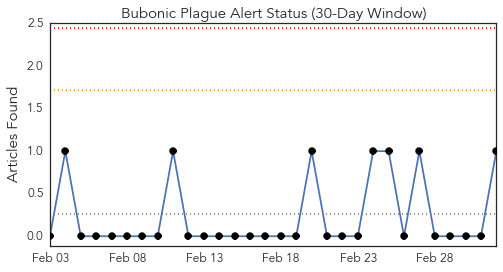 Bubonic Plague Alert Status (30-Day Window)
Articles Found
2.5
2.0
1.5
1.0
0.5
0.0
Feb 03 Feb 08 Feb 13 Feb 18 Feb 23 Feb 28